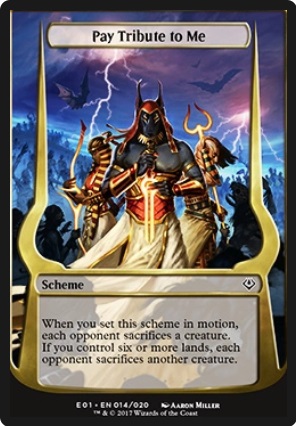 Pay Tribute to Me
Scheme
When you set this scheme in motion,
each opponent sacrifices a creature.
If you control six or more lands, each
opponent sacrifices another creature.
E01 • EN 014/020 Aaron Miller
™ & © 2017 Wizards of the Coast